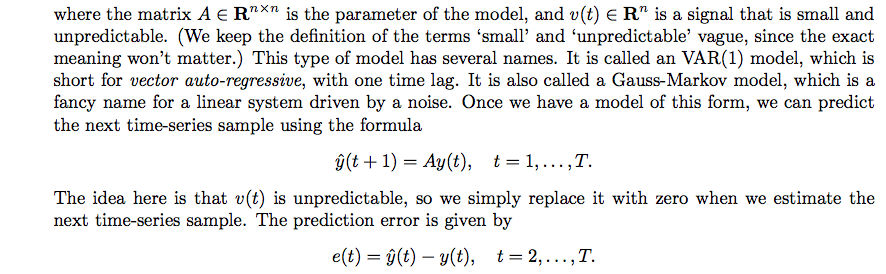 where the matrix A ∈ Rⁿˣⁿ is the parameter of the model, and v(t) ∈ Rⁿ is a signal that is small and
unpredictable. (We keep the definition of the terms ‘small’ and ‘unpredictable’ vague, since the exact
meaning won’t matter.) This type of model has several names. It is called an VAR(1) model, which is
short for vector auto-regressive, with one time lag. It is also called a Gauss-Markov model, which is a
fancy name for a linear system driven by a noise. Once we have a model of this form, we can predict
the next time-series sample using the formula
ŷ(t + 1) = Ay(t), t = 1, . . . , T.
The idea here is that v(t) is unpredictable, so we simply replace it with zero when we estimate the
next time-series sample. The prediction error is given by
e(t) = ŷ(t) − y(t), t = 2, . . . , T.